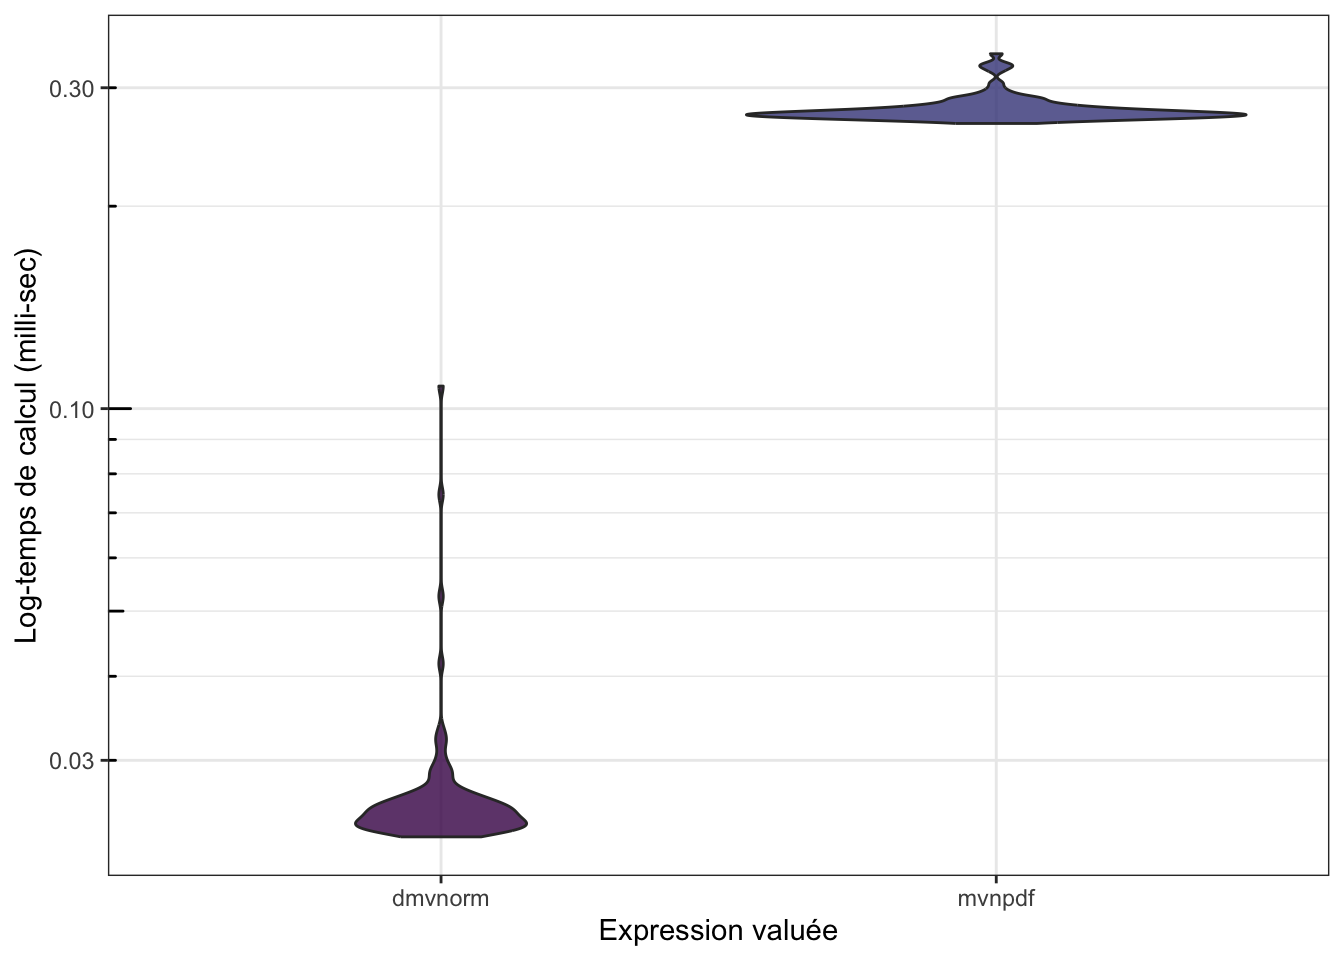 Log-temps de calcul (milli-sec)
0.30
0.10
0.03
dmvnorm
mvnpdf
Expression valuée